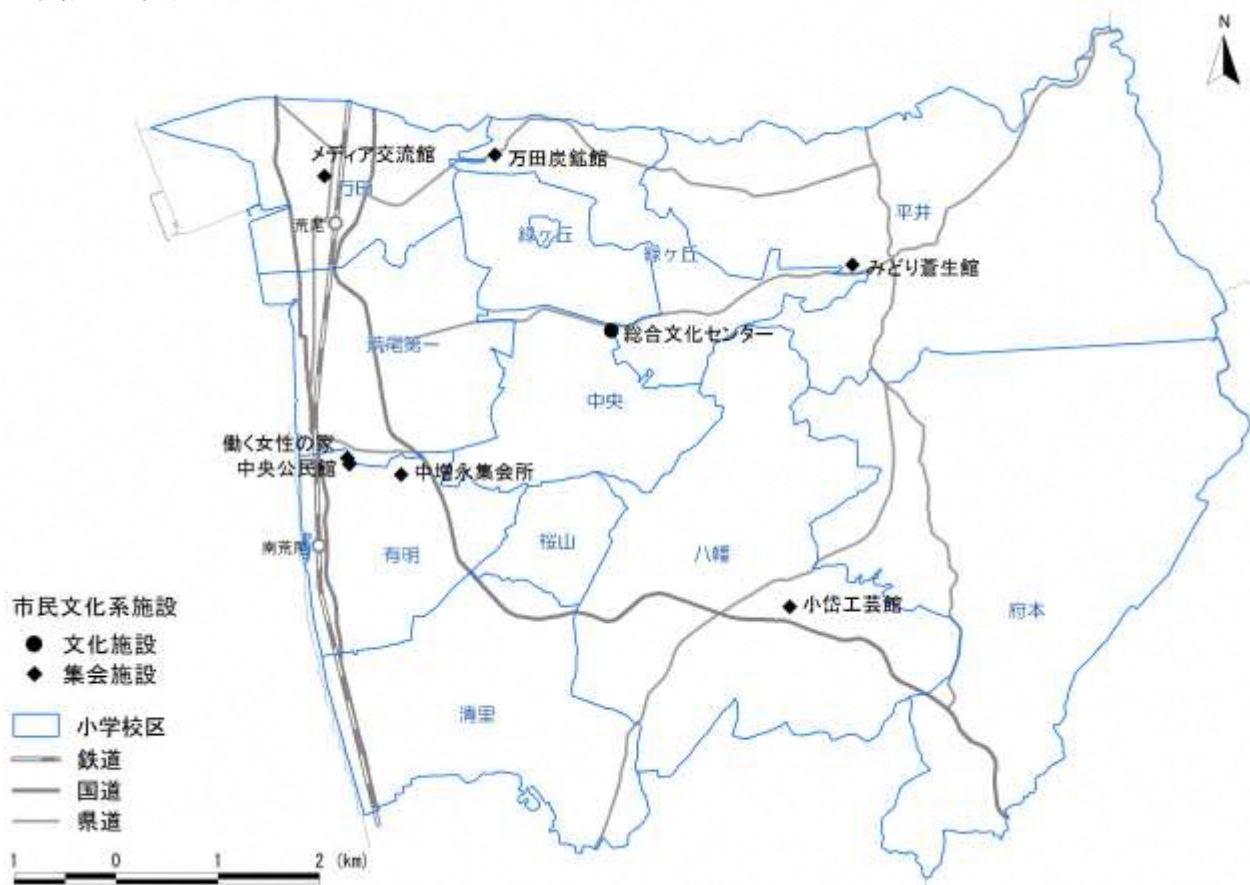 N
メディア交流館
万田炭鉱館
万田
荒尾
緑ヶ丘
緑ヶ丘
平井
みどり蒼生館
荒尾第一
総合文化センター
中央
働く女性の家
中央公民館
中増永集会所
南荒尾
有明
桜山
八幡
小岱工芸館
府本
清里
市民文化系施設
文化施設
集会施設
小学校区
鉄道
国道
県道
1 0 1 2 (km)